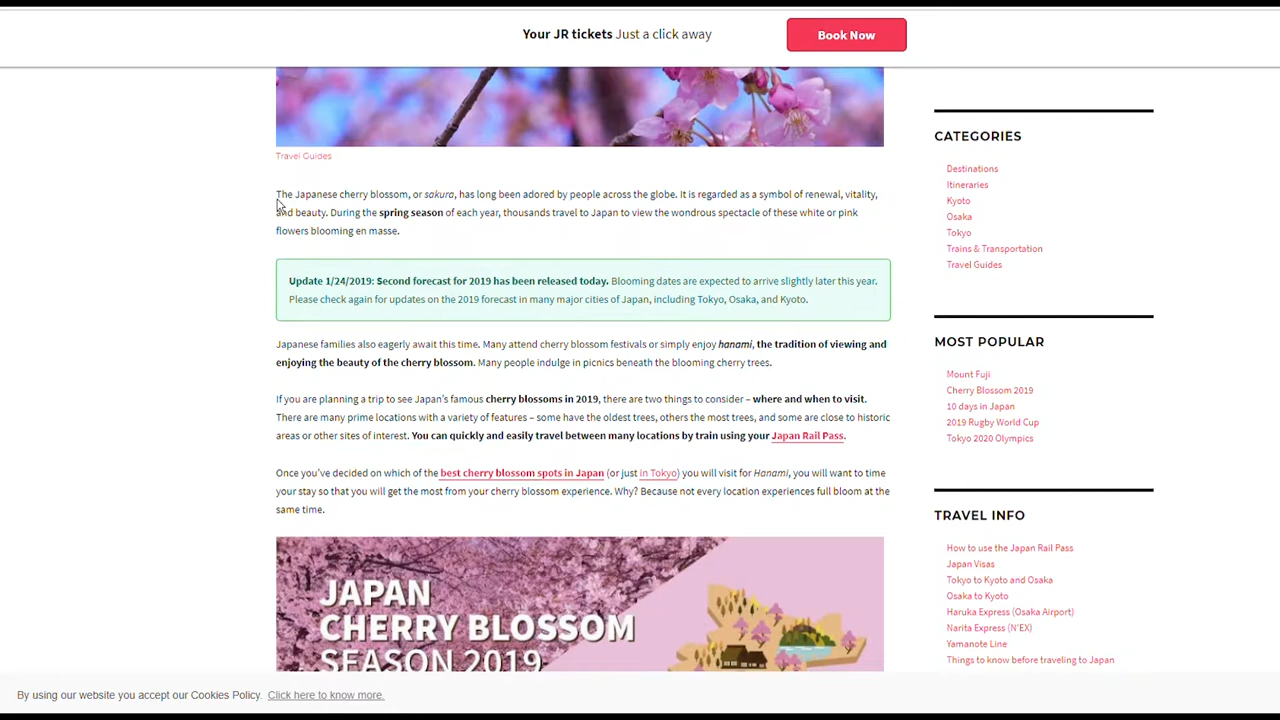 Your JR tickets Just a click away
Book Now
Travel Guides
The Japanese cherry blossom, or sakura, has long been adored by people across the globe. It is regarded as a symbol of renewal, vitality,
and beauty. During the spring season of each year, thousands travel to Japan to view the wondrous spectacle of these white or pink
flowers blooming en masse.
Update 1/24/2019: Second forecast for 2019 has been released today. Blooming dates are expected to arrive slightly later this year.
Please check again for updates on the 2019 forecast in many major cities of Japan, including Tokyo, Osaka, and Kyoto.
Japanese families also eagerly await this time. Many attend cherry blossom festivals or simply enjoy hanami, the tradition of viewing and
enjoying the beauty of the cherry blossom. Many people indulge in picnics beneath the blooming cherry trees.
If you are planning a trip to see Japan's famous cherry blossoms in 2019, there are two things to consider – where and when to visit.
There are many prime locations with a variety of features – some have the oldest trees, others the most trees, and some are close to historic
areas or other sites of interest. You can quickly and easily travel between many locations by train using your Japan Rail Pass.
Once you've decided on which of the best cherry blossom spots in Japan (or just in Tokyo) you will visit for Hanami, you will want to time
your stay so that you will get the most from your cherry blossom experience. Why? Because not every location experiences full bloom at the
same time.
JAPAN
CHERRY BLOSSOM
SEASON 2019
CATEGORIES
Destinations
Itineraries
Kyoto
Osaka
Tokyo
Trains & Transportation
Travel Guides
MOST POPULAR
Mount Fuji
Cherry Blossom 2019
10 days in Japan
2019 Rugby World Cup
Tokyo 2020 Olympics
TRAVEL INFO
How to use the Japan Rail Pass
Japan Visas
Tokyo to Kyoto and Osaka
Osaka to Kyoto
Haruka Express (Osaka Airport)
Narita Express (N'EX)
Yamanote Line
Things to know before traveling to Japan
By using our website you accept our Cookies Policy. Click here to know more.